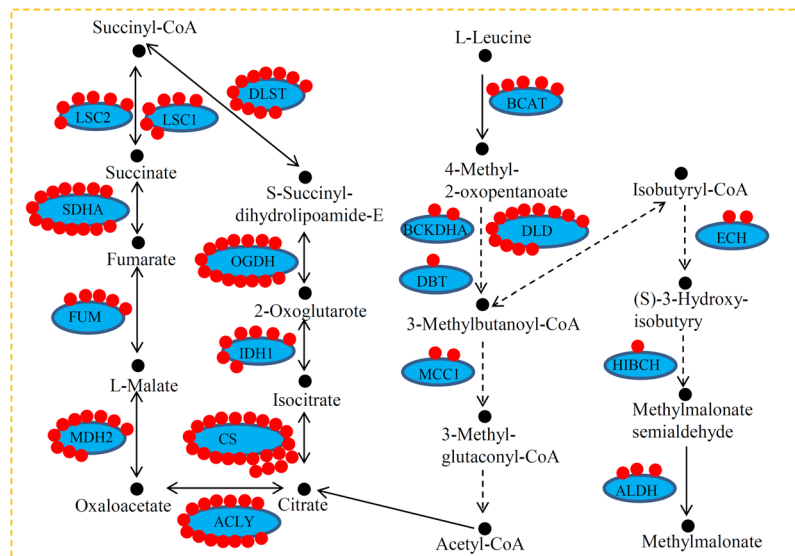 Succinyl-CoA
LSC2
LSC1
DLST
Succinate
SDHA
S-Succinyl-
dihydrolipoamide-E
Fumarate
OGDH
FUM
2-Oxoglutarote
IDH1
L-Malate
Isocitrate
MDH2
CS
Oxaloacetate
Citrate
ACLY
L-Leucine
BCAT
4-Methyl-
2-oxopentanoate
BCKDHA
DLD
DBT
3-Methylbutanoyl-CoA
MCC1
3-Methyl-
glutaconyl-CoA
Acetyl-CoA
Isobutyryl-CoA
ECH
(S)-3-Hydroxy-
isobutyry
HIBCH
Methylmalonate
semialdehyde
ALDH
Methylmalonate